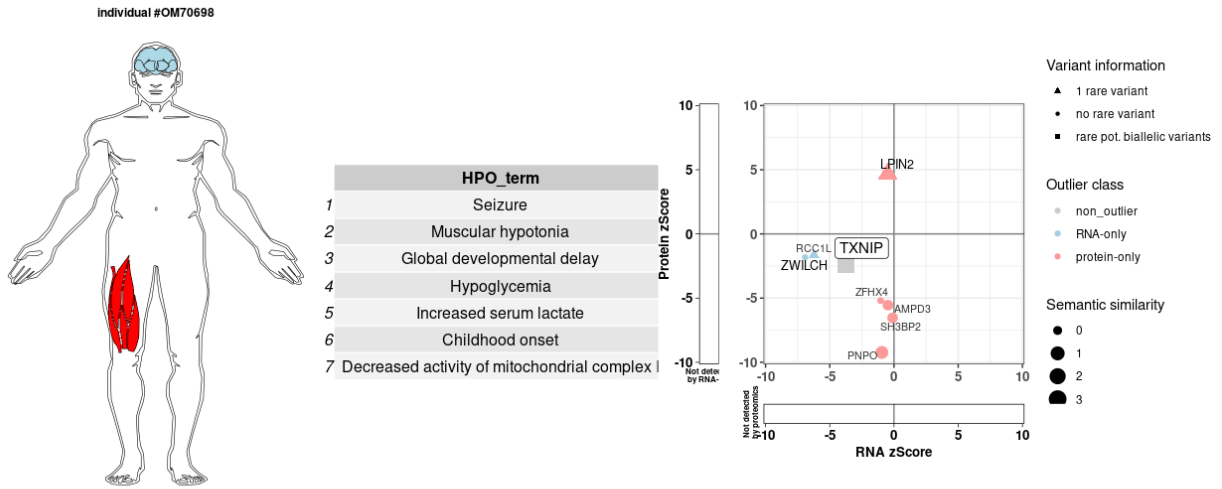 individual #OM70698
HPO_term
1 Seizure
2 Muscular hypotonia
3 Global developmental delay
4 Hypoglycemia
5 Increased serum lactate
6 Childhood onset
7 Decreased activity of mitochondrial complex I
Protein zScore
10
5
0
-5
-10
Not detec
by RNA-
10
5
0
-5
-10
LPIN2
RCC1L
TXNIP
ZWILCH
ZFHX4
AMPD3
SH3BP2
PNPO
-10 -5 0 5 10
Not detected
by proteomics
-10 -5 0 5 10
RNA zScore
Variant information
1 rare variant
no rare variant
rare pot. biallelic variants
Outlier class
non_outlier
RNA-only
protein-only
Semantic similarity
0
1
2
3